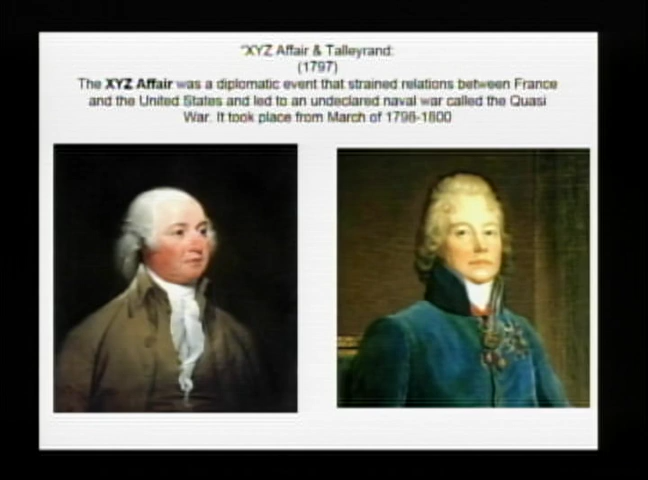 "XYZ Affair & Talleyrand:
(1797)
The XYZ Affair was a diplomatic event that strained relations between France
and the United States and led to an undeclared naval war called the Quasi
War. It took place from March of 1798-1800